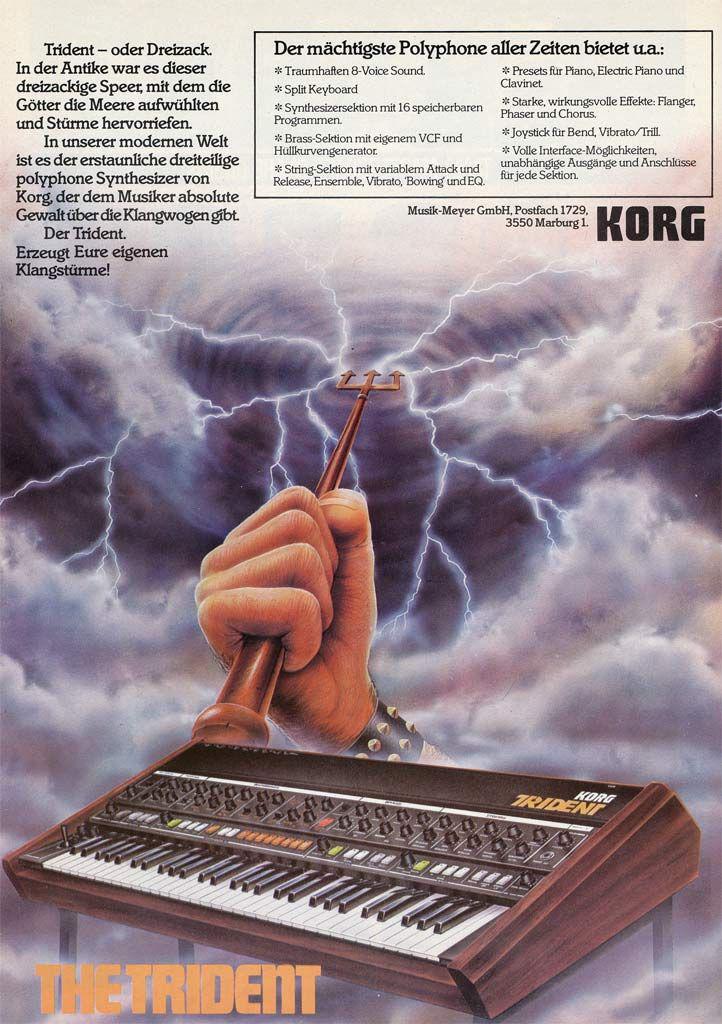 Trident – oder Dreizack.
In der Antike war es dieser
dreizackige Speer, mit dem die
Götter die Meere aufwühlten
und Stürme hervorriefen.
In unserer modernen Welt
ist es der erstaunliche dreiteilige
polyphone Synthesizer von
Korg, der dem Musiker absolute
Gewalt über die Klangwogen gibt.
Der Trident.
Erzeugt Eure eigenen
Klangstürme!
Der mächtigste Polyphone aller Zeiten bietet u.a.:
* Traumhaften 8-Voice Sound.
* Split Keyboard
* Synthesizersektion mit 16 speicherbaren
Programmen.
* Brass-Sektion mit eigenem VCF und
Hüllkurvengenerator.
* String-Sektion mit variablem Attack und
Release, Ensemble, Vibrato, 'Bowing' und EQ.
* Presets für Piano, Electric Piano und
Clavinet.
* Starke, wirkungsvolle Effekte: Flanger,
Phaser und Chorus.
* Joystick für Bend, Vibrato/Trill.
* Volle Interface-Möglichkeiten,
unabhängige Ausgänge und Anschlüsse
für jede Sektion.
Musik-Meyer GmbH, Postfach 1729,
3550 Marburg 1.
KORG
KORG
TRIDENT
THE TRIDENT